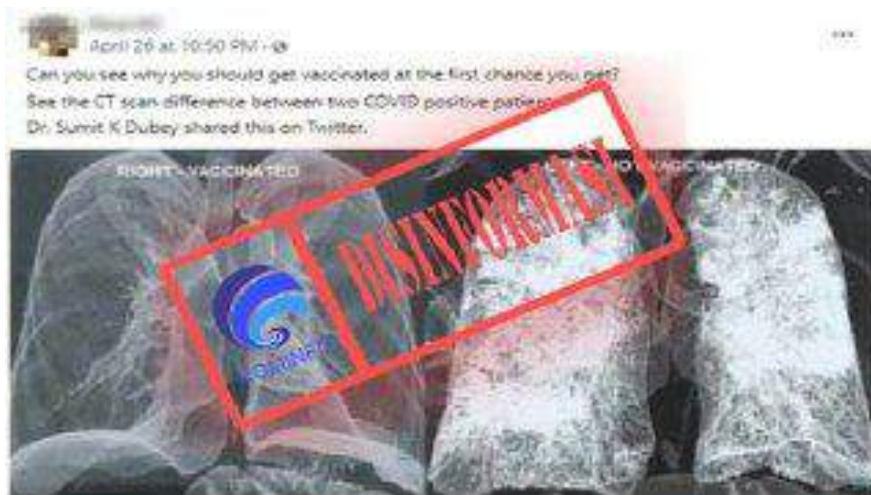 April 26 at 10:50 PM
Can you see why you should get vaccinated at the first chance you get?
See the CT scan difference between two COVID positive
Dr. Sumit K Dubey shared this on Twitter.
RIGHT - VACCINATED
VACCINATED
DISINFORMASI
KOMINFO